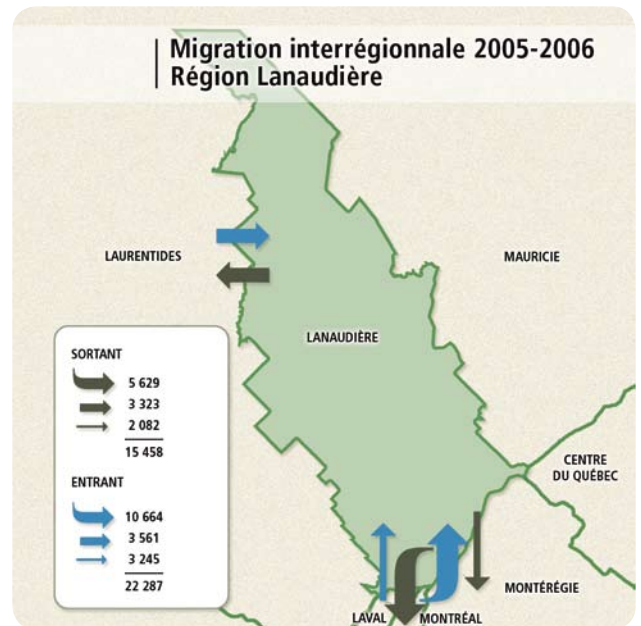 Migration interrégionale 2005-2006
Région Lanaudière
LAURENTIDES
MAURICIE
LANAUDIÈRE
SORTANT
5 629
3 323
2 082
15 458
ENTRANT
10 664
3 561
3 245
22 287
CENTRE
DU QUÉBEC
MONTÉRÉGIE
LAVAL
MONTRÉAL